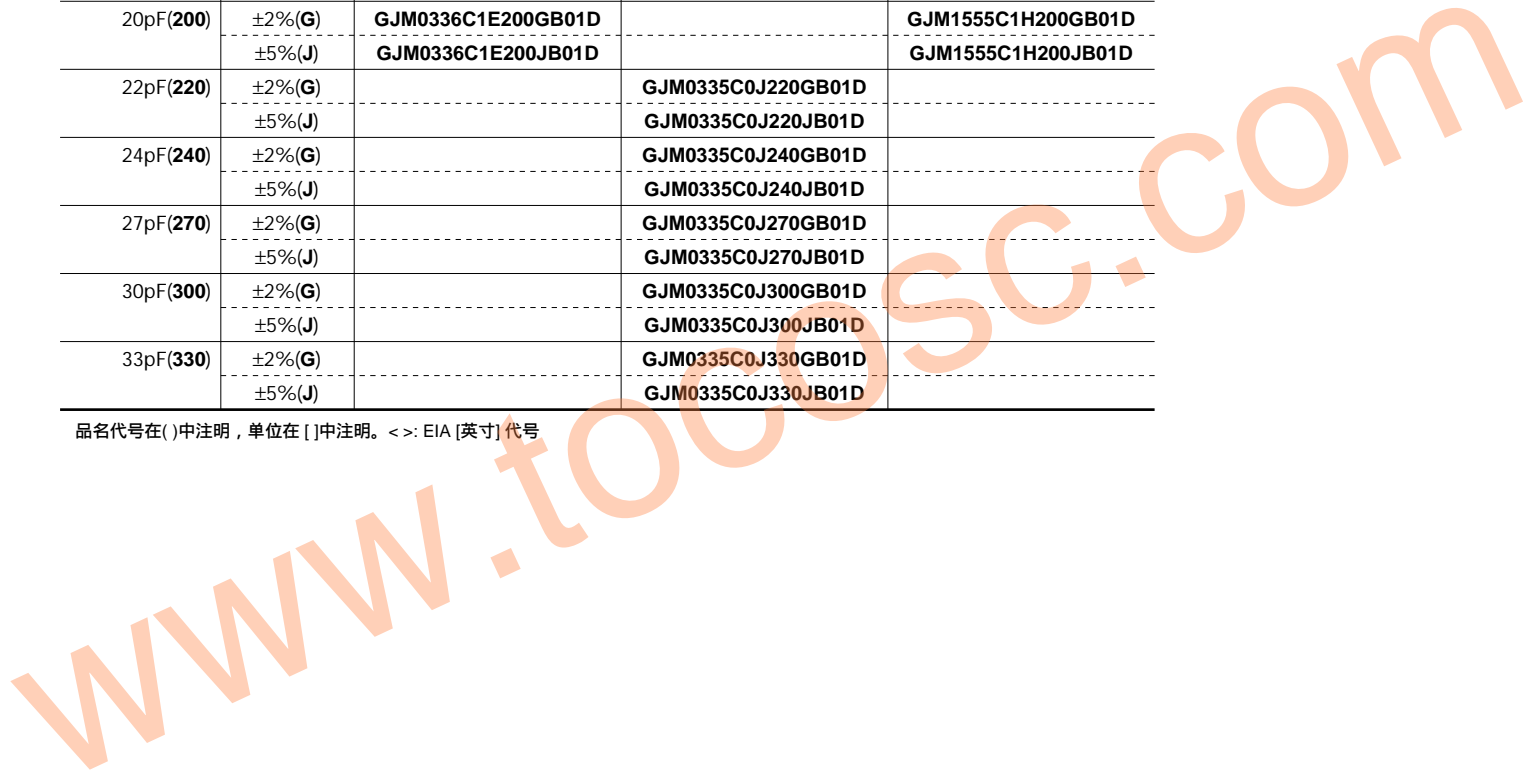 20pF(200) ±2%(G) GJM0336C1E200GB01D GJM1555C1H200GB01D
±5%(J) GJM0336C1E200JB01D GJM1555C1H200JB01D
22pF(220) ±2%(G) GJM0335C0J220GB01D
±5%(J) GJM0335C0J220JB01D
24pF(240) ±2%(G) GJM0335C0J240GB01D
±5%(J) GJM0335C0J240JB01D
27pF(270) ±2%(G) GJM0335C0J270GB01D
±5%(J) GJM0335C0J270JB01D
30pF(300) ±2%(G) GJM0335C0J300GB01D
±5%(J) GJM0335C0J300JB01D
33pF(330) ±2%(G) GJM0335C0J330GB01D
±5%(J) GJM0335C0J330JB01D
品名代号在( )中注明，单位在 [ ]中注明。< >: EIA [英寸] 代号
www.tocosc.com